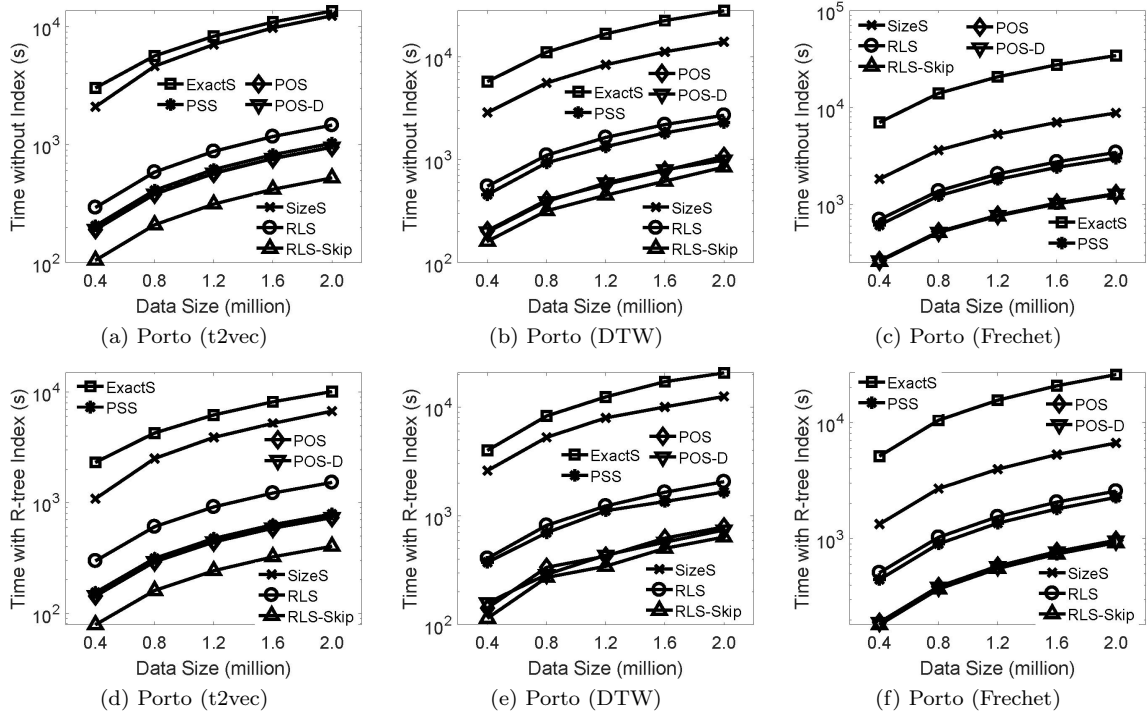 Time without Index (s)
10^4
10^3
10^2
ExactS
PSS
POS
POS-D
SizeS
RLS
RLS-Skip
0.4 0.8 1.2 1.6 2.0
Data Size (million)
(a) Porto (t2vec)
Time without Index (s)
10^4
10^3
10^2
POS
ExactS
POS-D
PSS
SizeS
RLS
RLS-Skip
0.4 0.8 1.2 1.6 2.0
Data Size (million)
(b) Porto (DTW)
Time without Index (s)
10^5
10^4
10^3
SizeS
RLS
RLS-Skip
POS
POS-D
ExactS
PSS
0.4 0.8 1.2 1.6 2.0
Data Size (million)
(c) Porto (Frechet)
Time with R-tree Index (s)
10^4
10^3
10^2
ExactS
PSS
POS
POS-D
SizeS
RLS
RLS-Skip
0.4 0.8 1.2 1.6 2.0
Data Size (million)
(d) Porto (t2vec)
Time with R-tree Index (s)
10^4
10^3
10^2
POS
ExactS
POS-D
PSS
SizeS
RLS
RLS-Skip
0.4 0.8 1.2 1.6 2.0
Data Size (million)
(e) Porto (DTW)
Time with R-tree Index (s)
10^4
10^3
ExactS
PSS
POS
POS-D
SizeS
RLS
RLS-Skip
0.4 0.8 1.2 1.6 2.0
Data Size (million)
(f) Porto (Frechet)